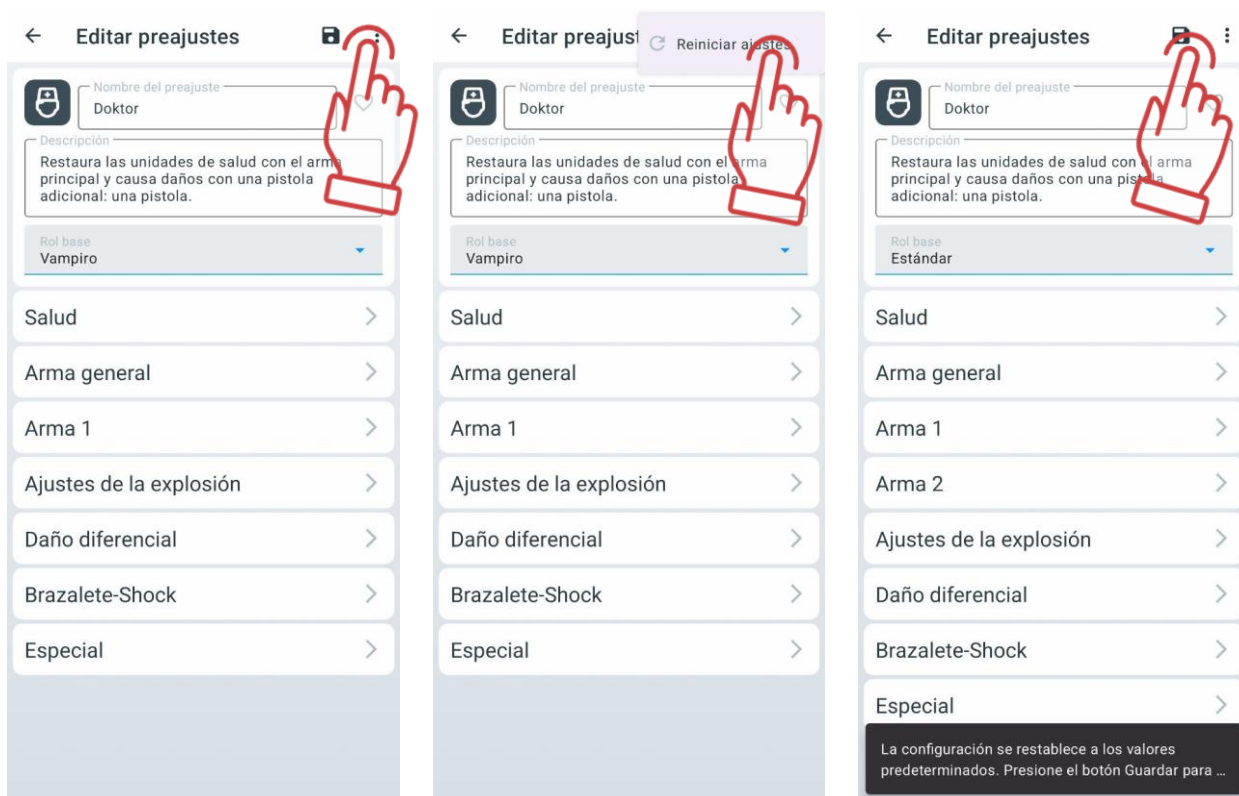 Editar preajustes
Nombre del preajuste
Doktor
Descripción
Restaura las unidades de salud con el arma
principal y causa daños con una pistola
adicional: una pistola.
Rol base
Vampiro
Salud
Arma general
Arma 1
Ajustes de la explosión
Daño diferencial
Brazalete-Shock
Especial
Editar preajust
Reiniciar ajustes
Nombre del preajuste
Doktor
Descripción
Restaura las unidades de salud con el arma
principal y causa daños con una pistola
adicional: una pistola.
Rol base
Vampiro
Salud
Arma general
Arma 1
Ajustes de la explosión
Daño diferencial
Brazalete-Shock
Especial
Editar preajustes
Nombre del preajuste
Doktor
Descripción
Restaura las unidades de salud con el arma
principal y causa daños con una pistola
adicional: una pistola.
Rol base
Estándar
Salud
Arma general
Arma 1
Arma 2
Ajustes de la explosión
Daño diferencial
Brazalete-Shock
Especial
La configuración se restablece a los valores
predeterminados. Presione el botón Guardar para ...